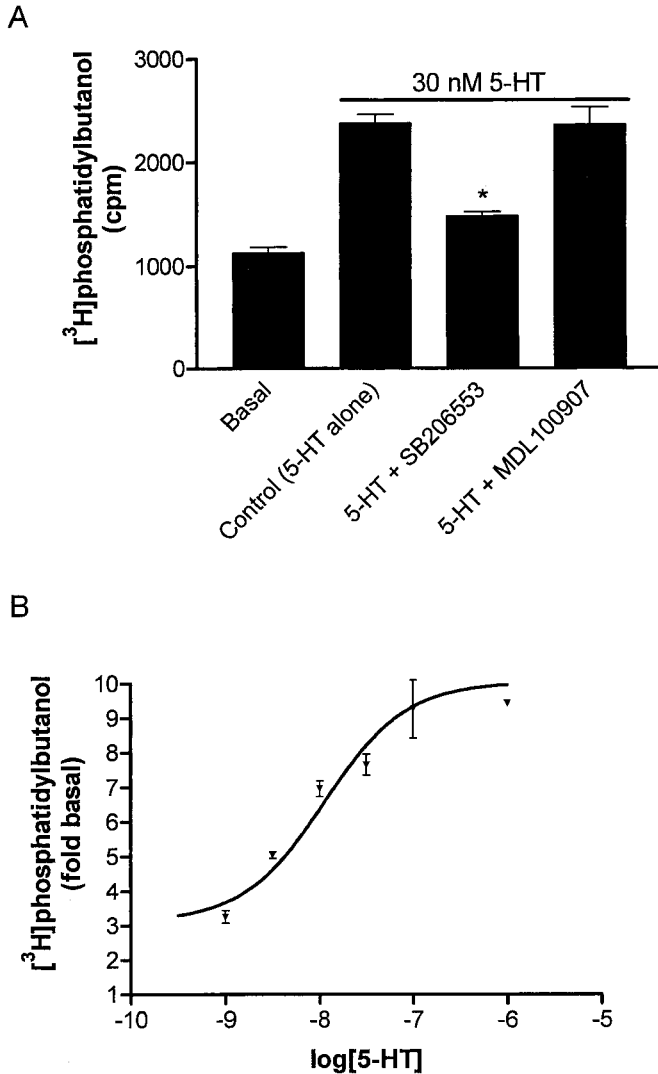 A
[³H]phosphatidylbutanol
(cpm)
3000
2000
1000
0
30 nM 5-HT
*
Basal
Control (5-HT alone)
5-HT + SB206553
5-HT + MDL100907
B
[³H]phosphatidylbutanol
(fold basal)
10
9
8
7
6
5
4
3
2
1
-10
-9
-8
-7
-6
-5
log[5-HT]